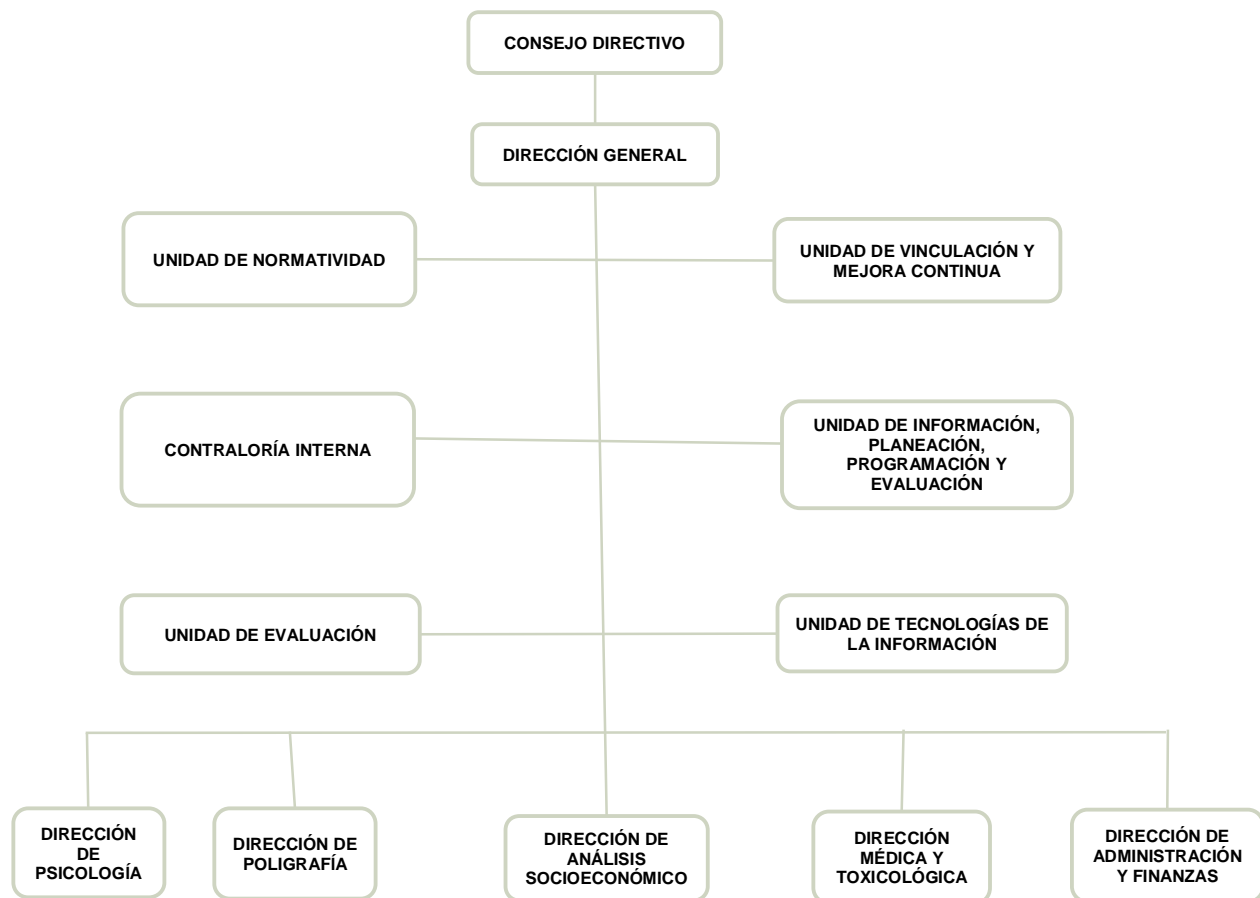 CONSEJO DIRECTIVO
DIRECCIÓN GENERAL
UNIDAD DE NORMATIVIDAD
UNIDAD DE VINCULACIÓN Y
MEJORA CONTINUA
CONTRALORÍA INTERNA
UNIDAD DE INFORMACIÓN,
PLANEACIÓN,
PROGRAMACIÓN Y
EVALUACIÓN
UNIDAD DE EVALUACIÓN
UNIDAD DE TECNOLOGÍAS DE
LA INFORMACIÓN
DIRECCIÓN
DE
PSICOLOGÍA
DIRECCIÓN DE
POLIGRAFÍA
DIRECCIÓN DE
ANÁLISIS
SOCIOECONÓMICO
DIRECCIÓN
MÉDICA Y
TOXICOLÓGICA
DIRECCIÓN DE
ADMINISTRACIÓN
Y FINANZAS